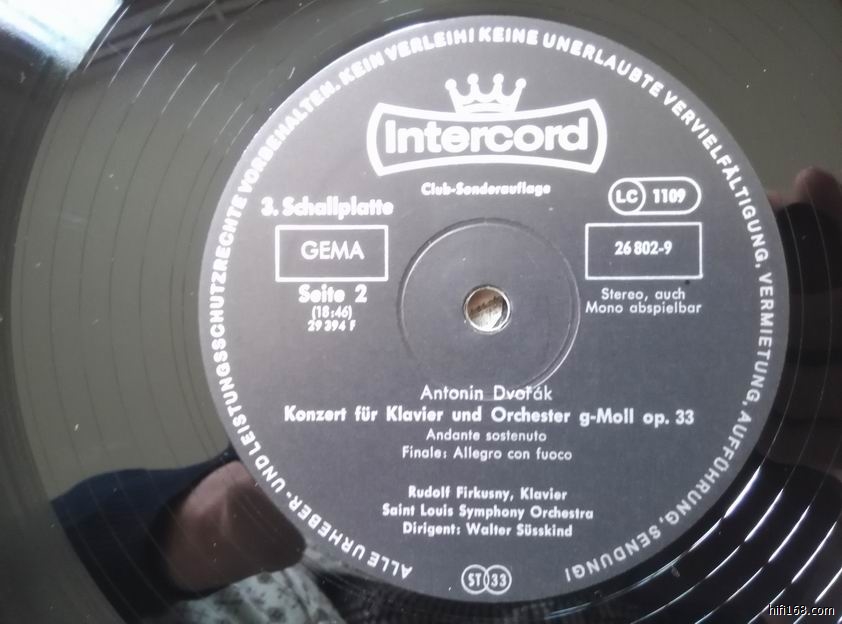 ALLE URHEBER- UND LEISTUNGSSCHUTZRECHTE VORBEHALTEN. KEIN VERLEIH! KEINE UNERLAUBTE VERVIELFÄLTIGUNG, VERMIETUNG, AUFFÜHRUNG, SENDUNG!
Intercord
Club-Sonderauflage
LC 1109
3. Schallplatte
GEMA
26 802-9
Seite 2
(18:46)
29 394 F
Stereo, auch
Mono abspielbar
Antonín Dvořák
Konzert für Klavier und Orchester g-Moll op. 33
Andante sostenuto
Finale: Allegro con fuoco
Rudolf Firkusny, Klavier
Saint Louis Symphony Orchestra
Dirigent: Walter Süsskind
ST 33
hifi168.com